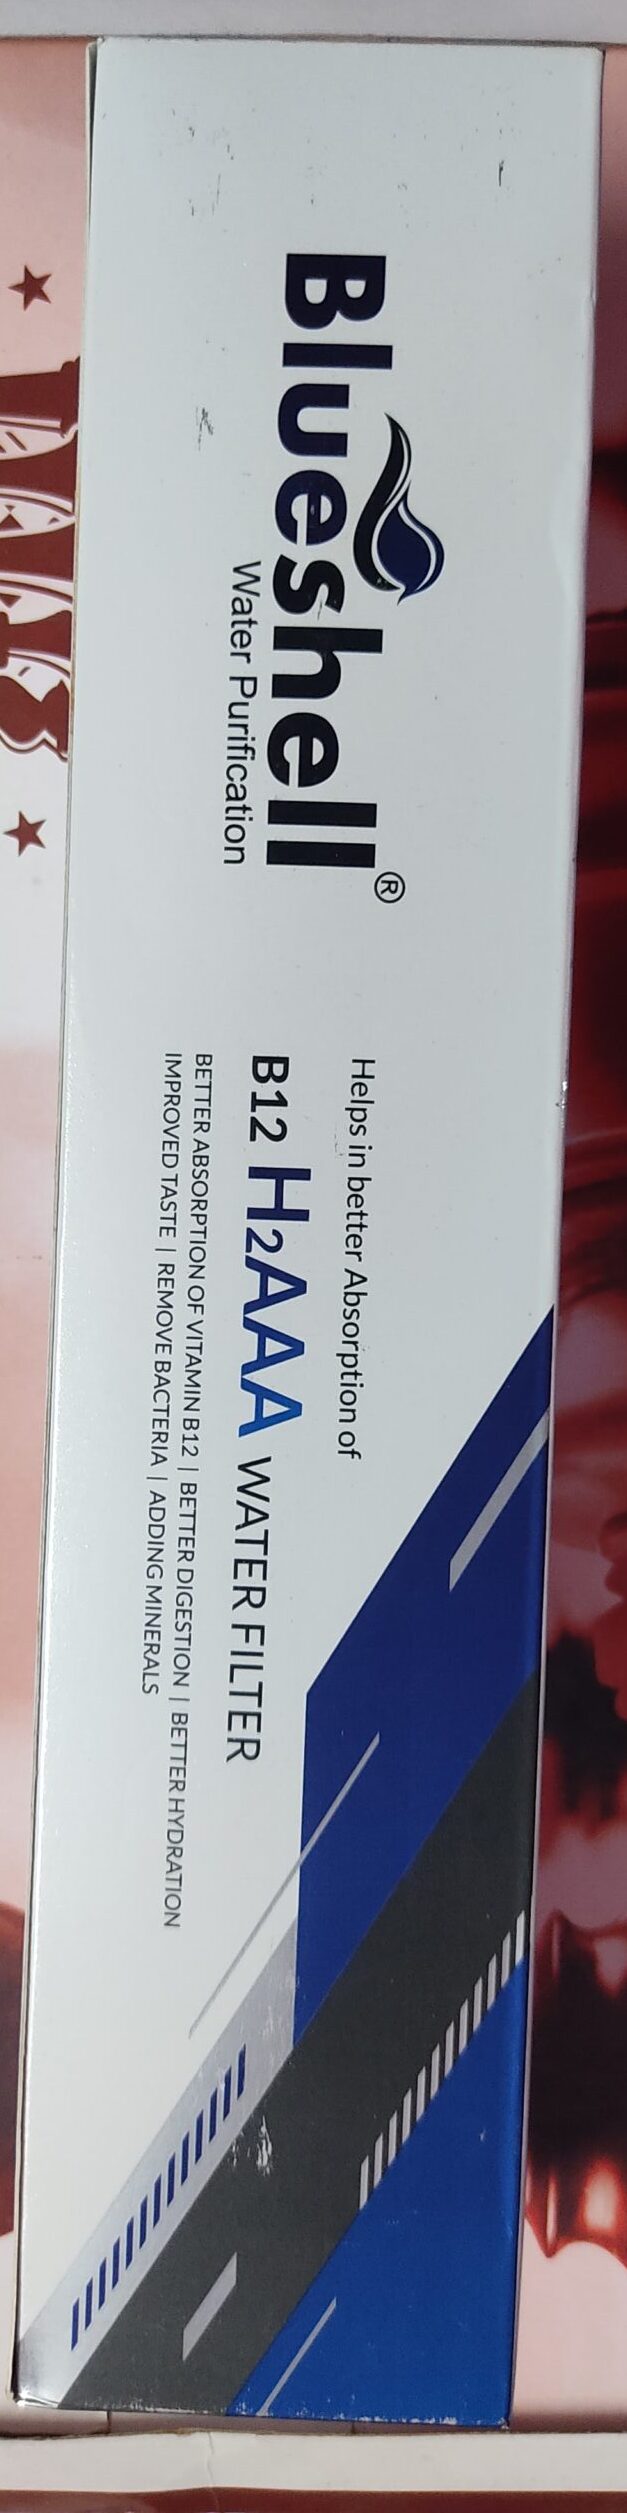 Blueshell®
Water Purification
Helps in better Absorption of
B12 H2AAA WATER FILTER
BETTER ABSORPTION OF VITAMIN B12 | BETTER DIGESTION | BETTER HYDRATION
IMPROVED TASTE | REMOVE BACTERIA | ADDING MINERALS